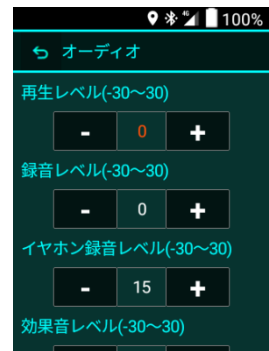 4G 100%
オーディオ
再生レベル(-30～30)
- 0 +
録音レベル(-30～30)
- 0 +
イヤホン録音レベル(-30～30)
- 15 +
効果音レベル(-30～30)